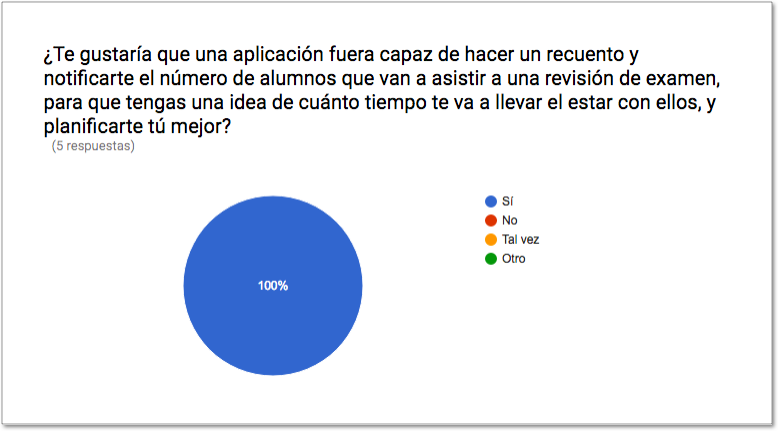 ¿Te gustaría que una aplicación fuera capaz de hacer un recuento y
notificarte el número de alumnos que van a asistir a una revisión de examen,
para que tengas una idea de cuánto tiempo te va a llevar el estar con ellos, y
planificarte tú mejor?
(5 respuestas)
Sí
No
Tal vez
Otro
100%